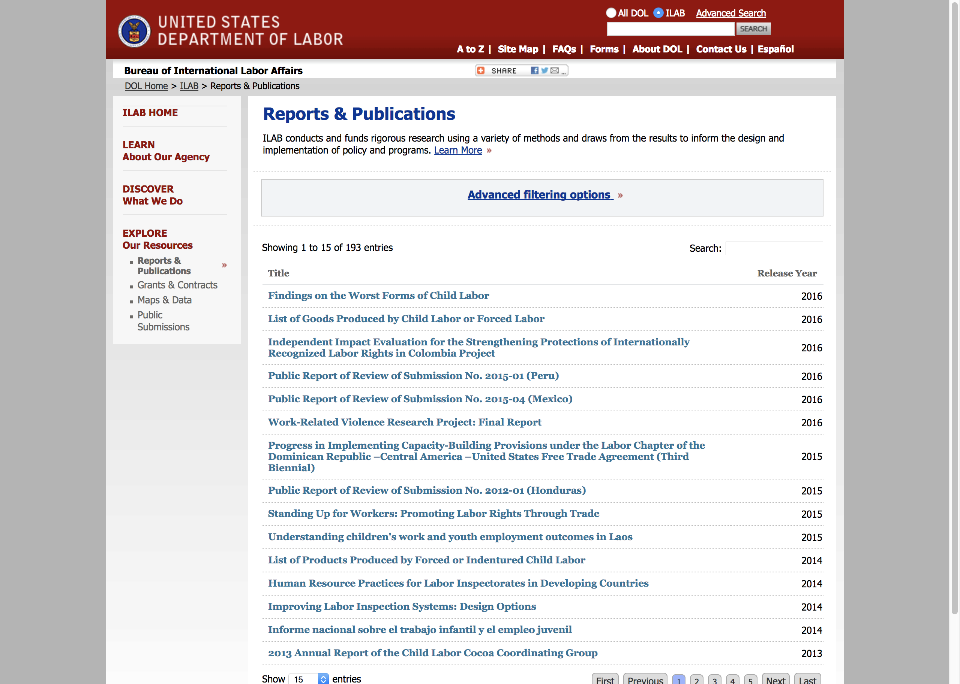 UNITED STATES
DEPARTMENT OF LABOR
All DOL ILAB Advanced Search
SEARCH
A to Z | Site Map | FAQs | Forms | About DOL | Contact Us | Español
Bureau of International Labor Affairs
SHARE
DOL Home > ILAB > Reports & Publications
ILAB HOME
LEARN
About Our Agency
DISCOVER
What We Do
EXPLORE
Our Resources
Reports &
Publications »
Grants & Contracts
Maps & Data
Public
Submissions
Reports & Publications
ILAB conducts and funds rigorous research using a variety of methods and draws from the results to inform the design and
implementation of policy and programs. Learn More »
Advanced filtering options »
Showing 1 to 15 of 193 entries
Search:
Title Release Year
Findings on the Worst Forms of Child Labor 2016
List of Goods Produced by Child Labor or Forced Labor 2016
Independent Impact Evaluation for the Strengthening Protections of Internationally
Recognized Labor Rights in Colombia Project 2016
Public Report of Review of Submission No. 2015-01 (Peru) 2016
Public Report of Review of Submission No. 2015-04 (Mexico) 2016
Work-Related Violence Research Project: Final Report 2016
Progress in Implementing Capacity-Building Provisions under the Labor Chapter of the
Dominican Republic –Central America –United States Free Trade Agreement (Third 2015
Biennial)
Public Report of Review of Submission No. 2012-01 (Honduras) 2015
Standing Up for Workers: Promoting Labor Rights Through Trade 2015
Understanding children's work and youth employment outcomes in Laos 2015
List of Products Produced by Forced or Indentured Child Labor 2014
Human Resource Practices for Labor Inspectorates in Developing Countries 2014
Improving Labor Inspection Systems: Design Options 2014
Informe nacional sobre el trabajo infantil y el empleo juvenil 2014
2013 Annual Report of the Child Labor Cocoa Coordinating Group 2013
Show 15 entries
First Previous 1 2 3 4 5 Next Last